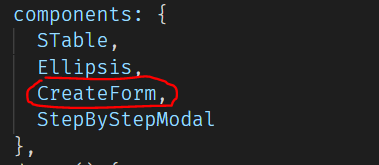 components: {
STable,
Ellipsis,
CreateForm,
StepByStepModal
},